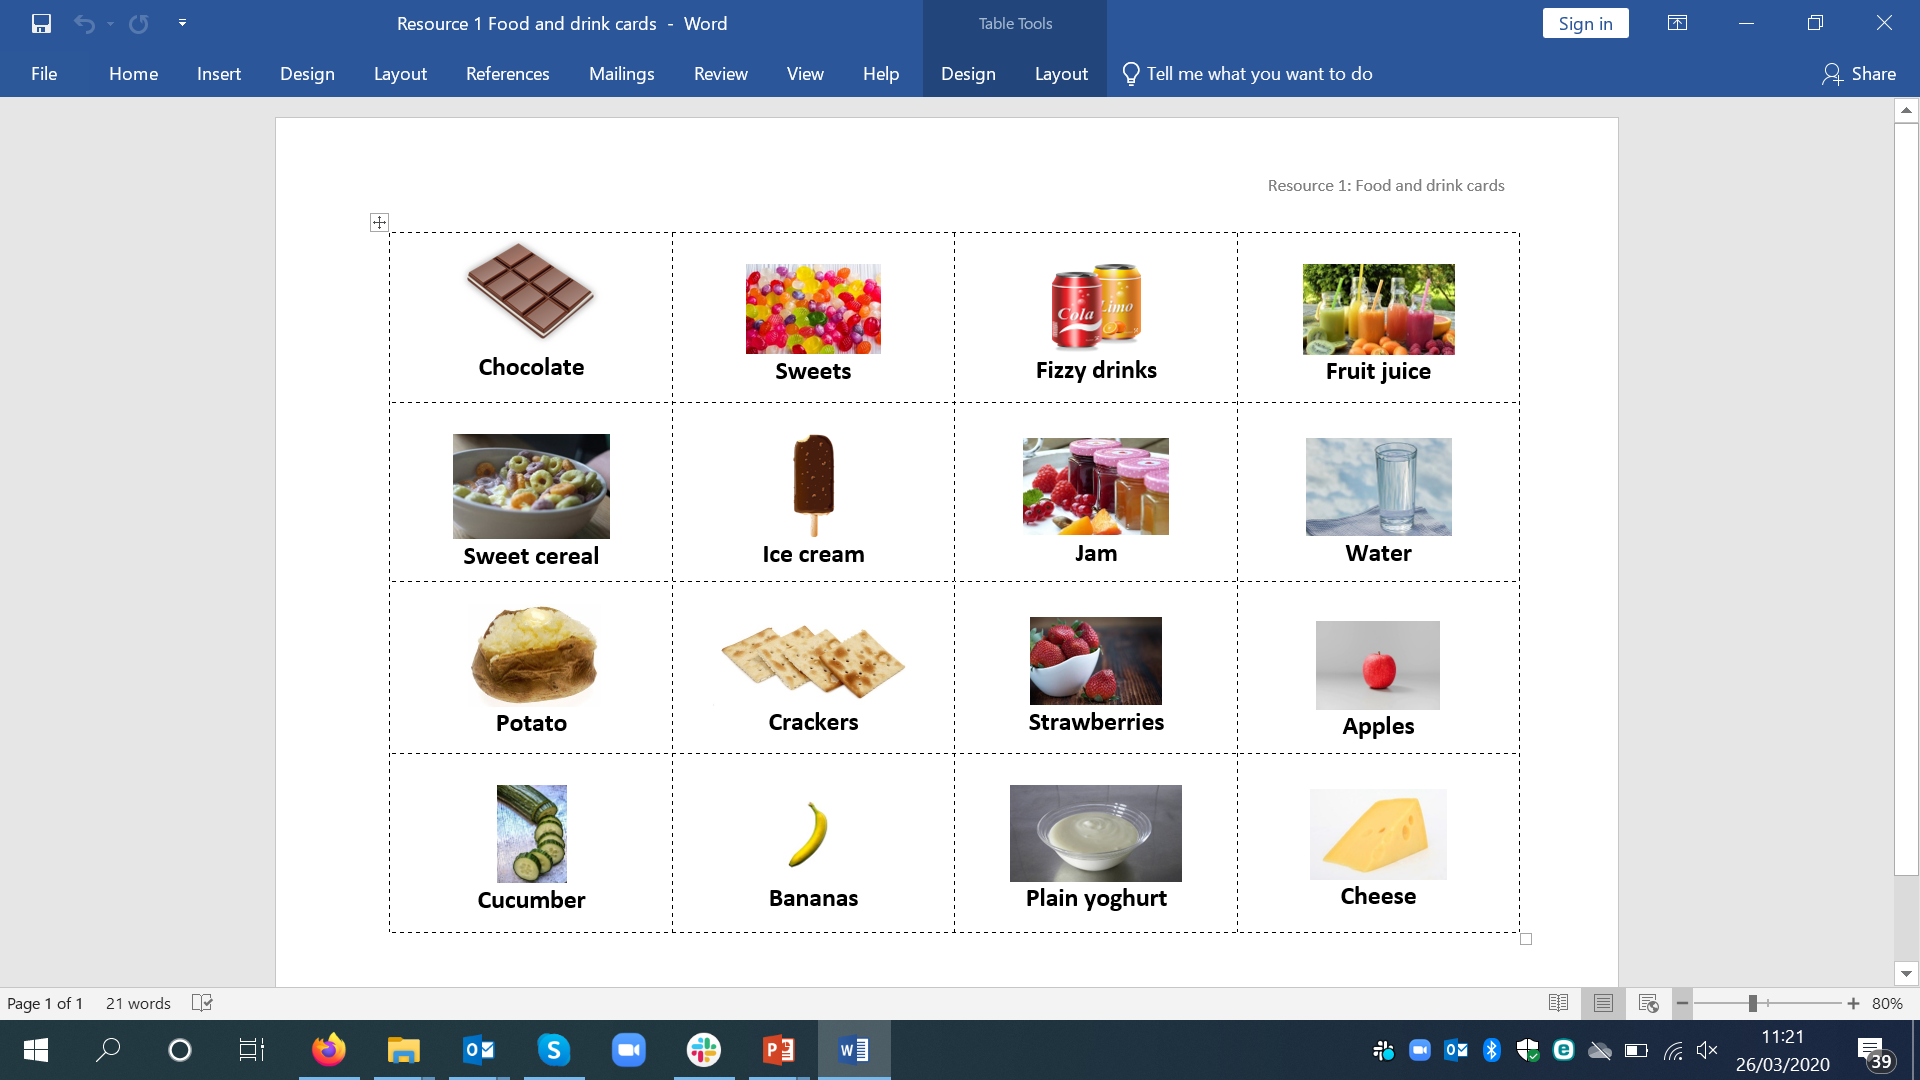 Resource 1 Food and drink cards - Word
Table Tools
Sign in
File
Home
Insert
Design
Layout
References
Mailings
Review
View
Help
Design
Layout
Tell me what you want to do
Share
Resource 1: Food and drink cards
Cola
Limo
Chocolate
Sweets
Fizzy drinks
Fruit juice
Sweet cereal
Ice cream
Jam
Water
Potato
Crackers
Strawberries
Apples
Cucumber
Bananas
Plain yoghurt
Cheese
Page 1 of 1
21 words
80%
11:21
26/03/2020
39